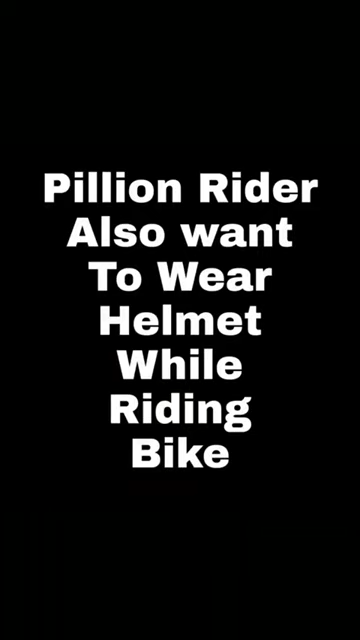 Pillion Rider
Also want
To Wear
Helmet
While
Riding
Bike